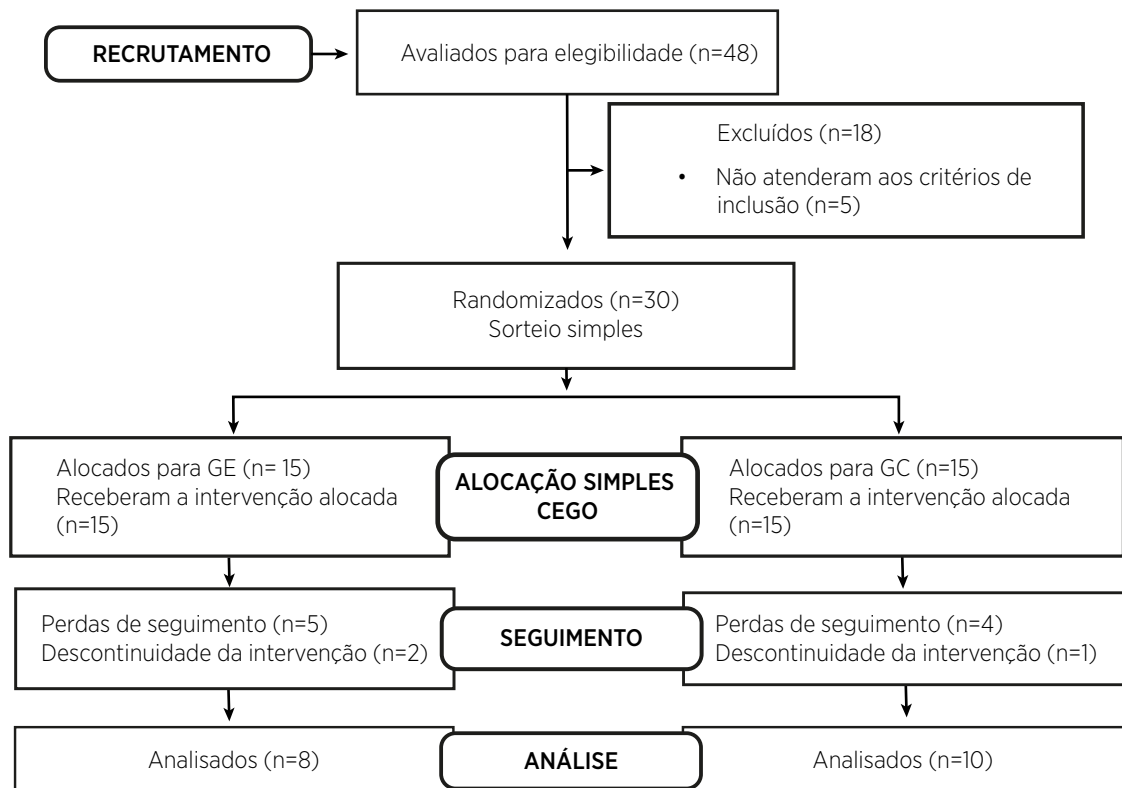 RECRUTAMENTO
Avaliados para elegibilidade (n=48)
Excluídos (n=18)
• Não atenderam aos critérios de
inclusão (n=5)
Randomizados (n=30)
Sorteio simples
Alocados para GE (n= 15)
Receberam a intervenção alocada
(n=15)
ALOCAÇÃO SIMPLES
CEGO
Alocados para GC (n=15)
Receberam a intervenção alocada
(n=15)
Perdas de seguimento (n=5)
Descontinuidade da intervenção (n=2)
SEGUIMENTO
Perdas de seguimento (n=4)
Descontinuidade da intervenção (n=1)
Analisados (n=8)
ANÁLISE
Analisados (n=10)